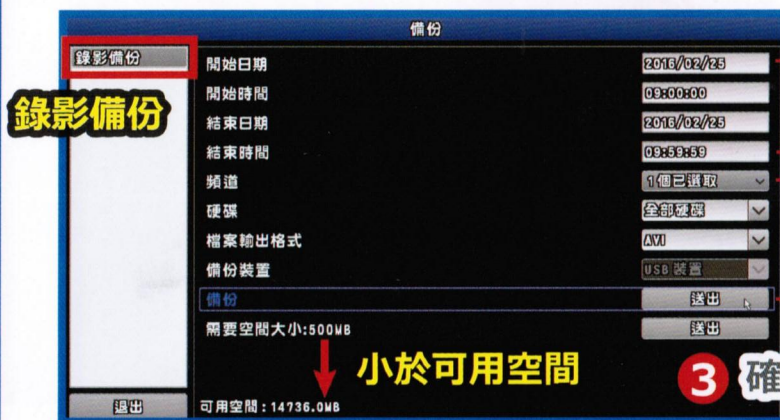 備份
錄影備份
錄影備份
開始日期 2016/02/25
開始時間 09:00:00
結束日期 2016/02/25
結束時間 09:59:59
頻道 1個已選取
硬碟 全部硬碟
檔案輸出格式 AVI
備份裝置 USB 裝置
備份 送出
需要空間大小:500MB 送出
小於可用空間
3 確
退出
可用空間:14736.0MB